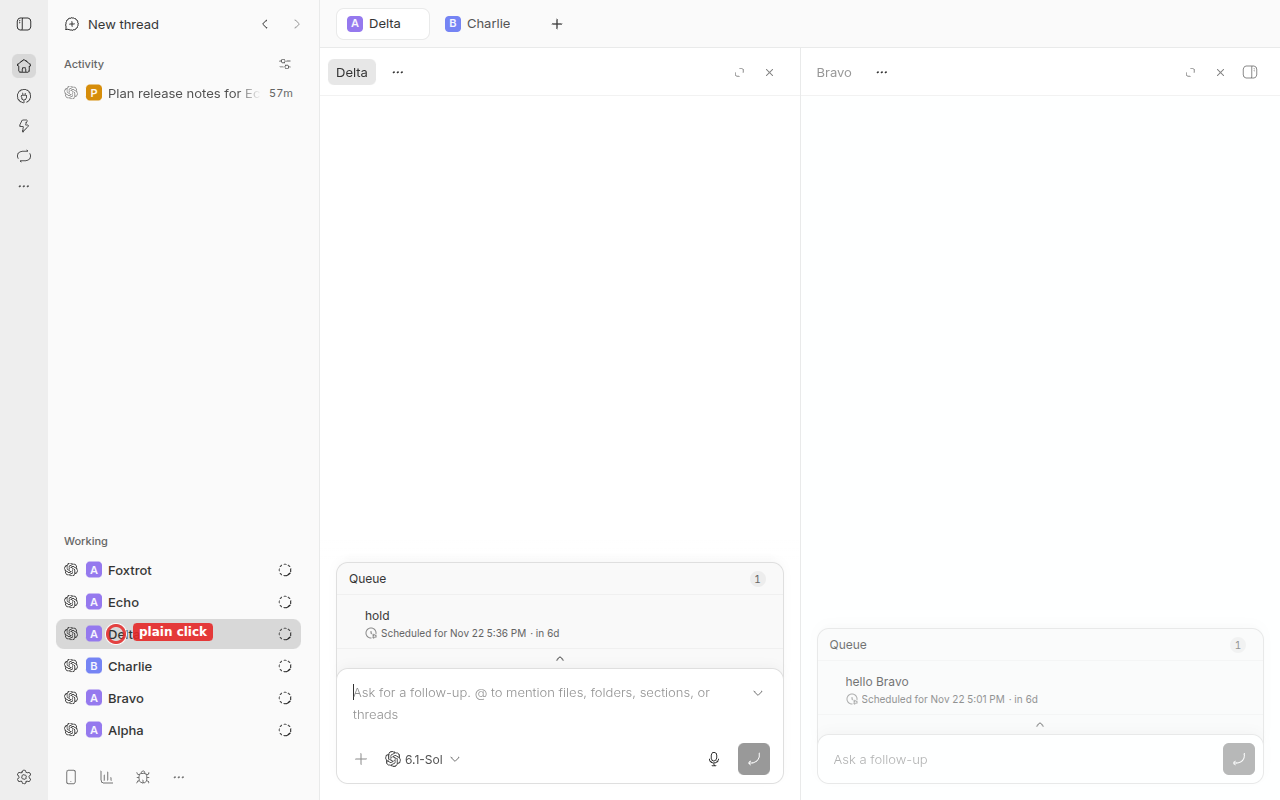 New thread
Activity
P Plan release notes for Ec 57m
Working
A Foxtrot
A Echo
A Delt plain click
B Charlie
A Bravo
A Alpha
A Delta
B Charlie
Delta
Queue 1
hold
Scheduled for Nov 22 5:36 PM · in 6d
Ask for a follow-up. @ to mention files, folders, sections, or
threads
6.1-Sol
Bravo
Queue 1
hello Bravo
Scheduled for Nov 22 5:01 PM · in 6d
Ask a follow-up